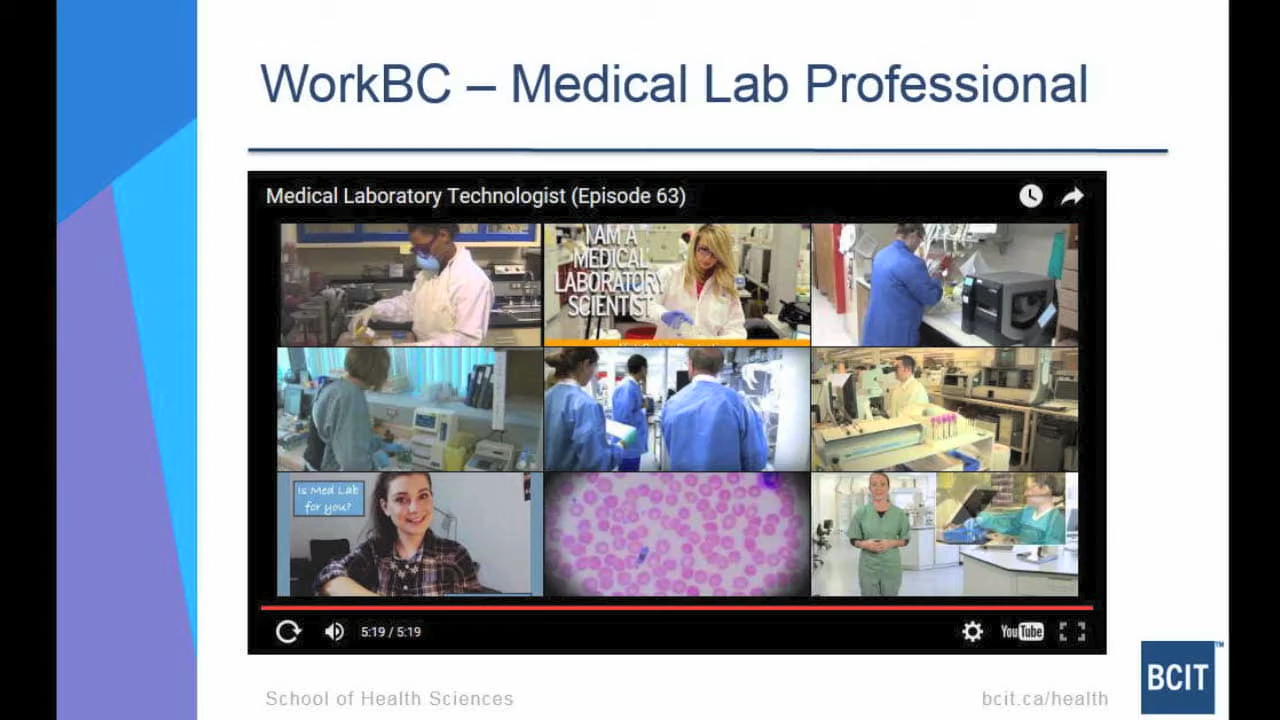 WorkBC – Medical Lab Professional
Medical Laboratory Technologist (Episode 63)
I AM A
MEDICAL
LABORATORY
SCIENTIST
Is Med Lab
for you?
5:19 / 5:19
YouTube
School of Health Sciences
bcit.ca/health
BCIT
TM